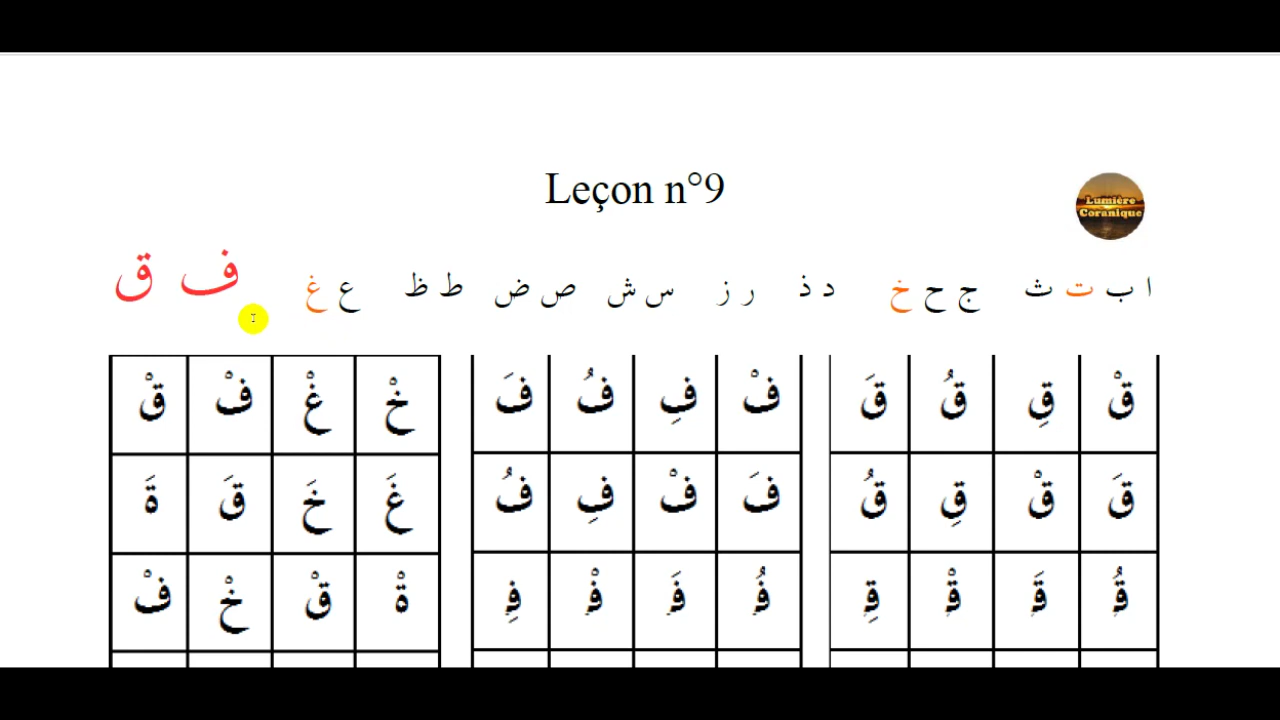 Leçon n°9
Lumière
Coranique
ا ب ت ث ج ح خ د ذ ر ز س ش ص ض ط ظ ع غ ف ق
قْ قِ قُ قَ فْ فِ فُ فَ خْ غْ فْ قْ
قَ قْ قِ قُ فَ فْ فِ فُ غَ خَ قَ ةَ
قُ قَ قْ قِ فُ فَ فْ فِ ةْ قْ خْ فْ